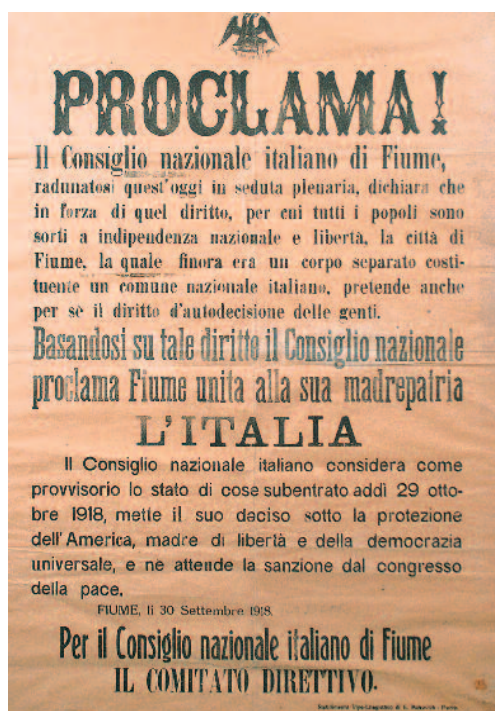 PROCLAMA!
Il Consiglio nazionale italiano di Fiume,
radunatosi quest'oggi in seduta plenaria, dichiara che
in forza di quel diritto, per cui tutti i popoli sono
sorti a indipendenza nazionale e libertà, la città di
Fiume, la quale finora era un corpo separato costi-
tuente un comune nazionale italiano, pretende anche
per sè il diritto d'autodecisione delle genti.
Basandosi su tale diritto il Consiglio nazionale
proclama Fiume unita alla sua madrepatria
L'ITALIA
Il Consiglio nazionale italiano considera come
provvisorio lo stato di cose subentrato addì 29 otto-
bre 1918, mette il suo deciso sotto la protezione
dell'America, madre di libertà e della democrazia
universale, e ne attende la sanzione dal congresso
della pace.
FIUME, li 30 Settembre 1918.
Per il Consiglio nazionale italiano di Fiume
IL COMITATO DIRETTIVO.